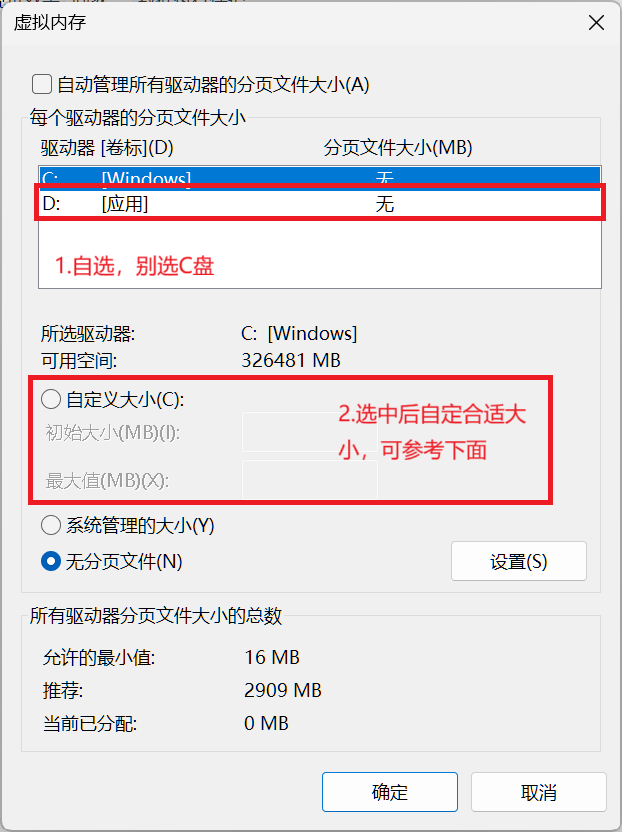 虚拟内存
自动管理所有驱动器的分页文件大小(A)
每个驱动器的分页文件大小
驱动器 [卷标](D) 分页文件大小(MB)
C: [Windows] 无
D: [应用] 无
1.自选，别选C盘
所选驱动器: C: [Windows]
可用空间: 326481 MB
自定义大小(C):
初始大小(MB)(I):
最大值(MB)(X):
2.选中后自定合适大
小，可参考下面
系统管理的大小(Y)
无分页文件(N)
设置(S)
所有驱动器分页文件大小的总数
允许的最小值: 16 MB
推荐: 2909 MB
当前已分配: 0 MB
确定
取消